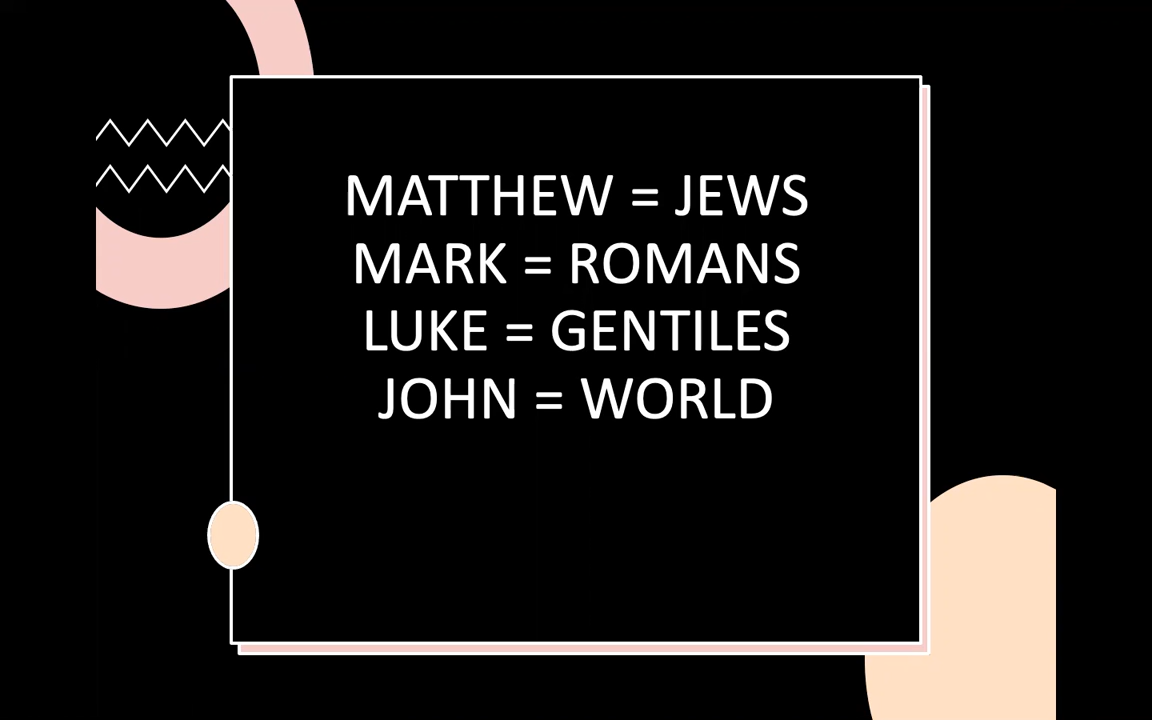 MATTHEW = JEWS
MARK = ROMANS
LUKE = GENTILES
JOHN = WORLD